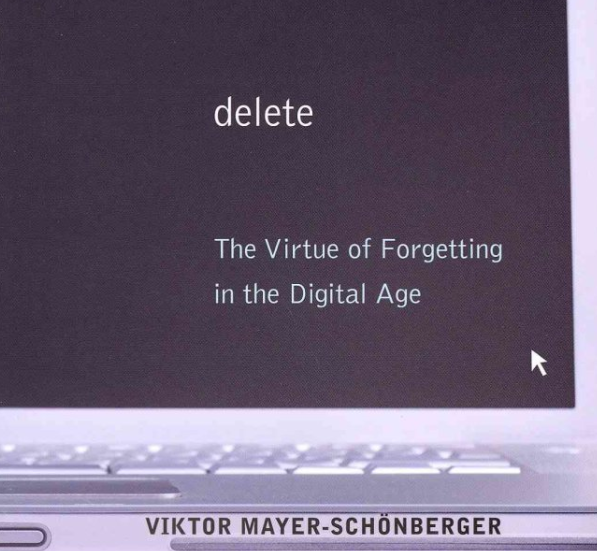 delete
The Virtue of Forgetting
in the Digital Age
VIKTOR MAYER-SCHÖNBERGER